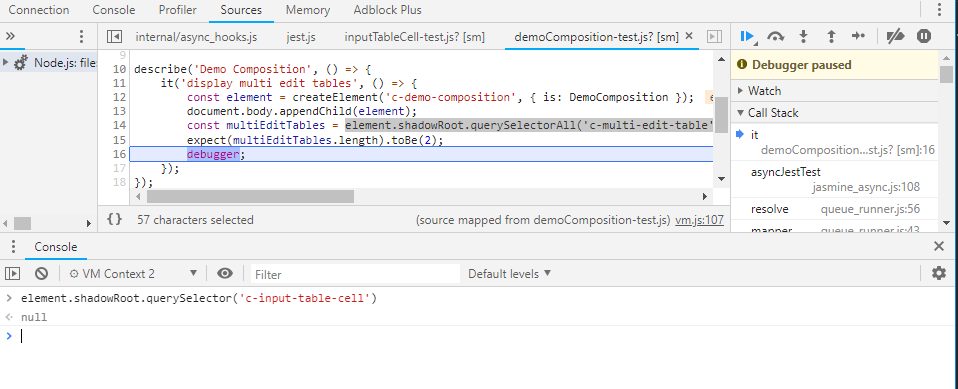 Connection Console Profiler Sources Memory Adblock Plus
» internal/async_hooks.js jest.js inputTableCell-test.js? [sm] demoComposition-test.js? [sm] ×
Node.js: file
9
10 describe('Demo Composition', () => {
11 it('display multi edit tables', () => {
12 const element = createElement('c-demo-composition', { is: DemoComposition });
13 document.body.appendChild(element);
14 const multiEditTables = element.shadowRoot.querySelectorAll('c-multi-edit-table'
15 expect(multiEditTables.length).toBe(2);
16 debugger;
17 });
18 });
{} 57 characters selected (source mapped from demoComposition-test.js) vm.js:107
Debugger paused
Watch
Call Stack
it
demoComposition...st.js? [sm]:16
asyncJestTest
jasmine_async.js:108
resolve queue_runner.js:56
mapper queue_runner.js:43
Console ×
VM Context 2 Filter Default levels
> element.shadowRoot.querySelector('c-input-table-cell')
null
>